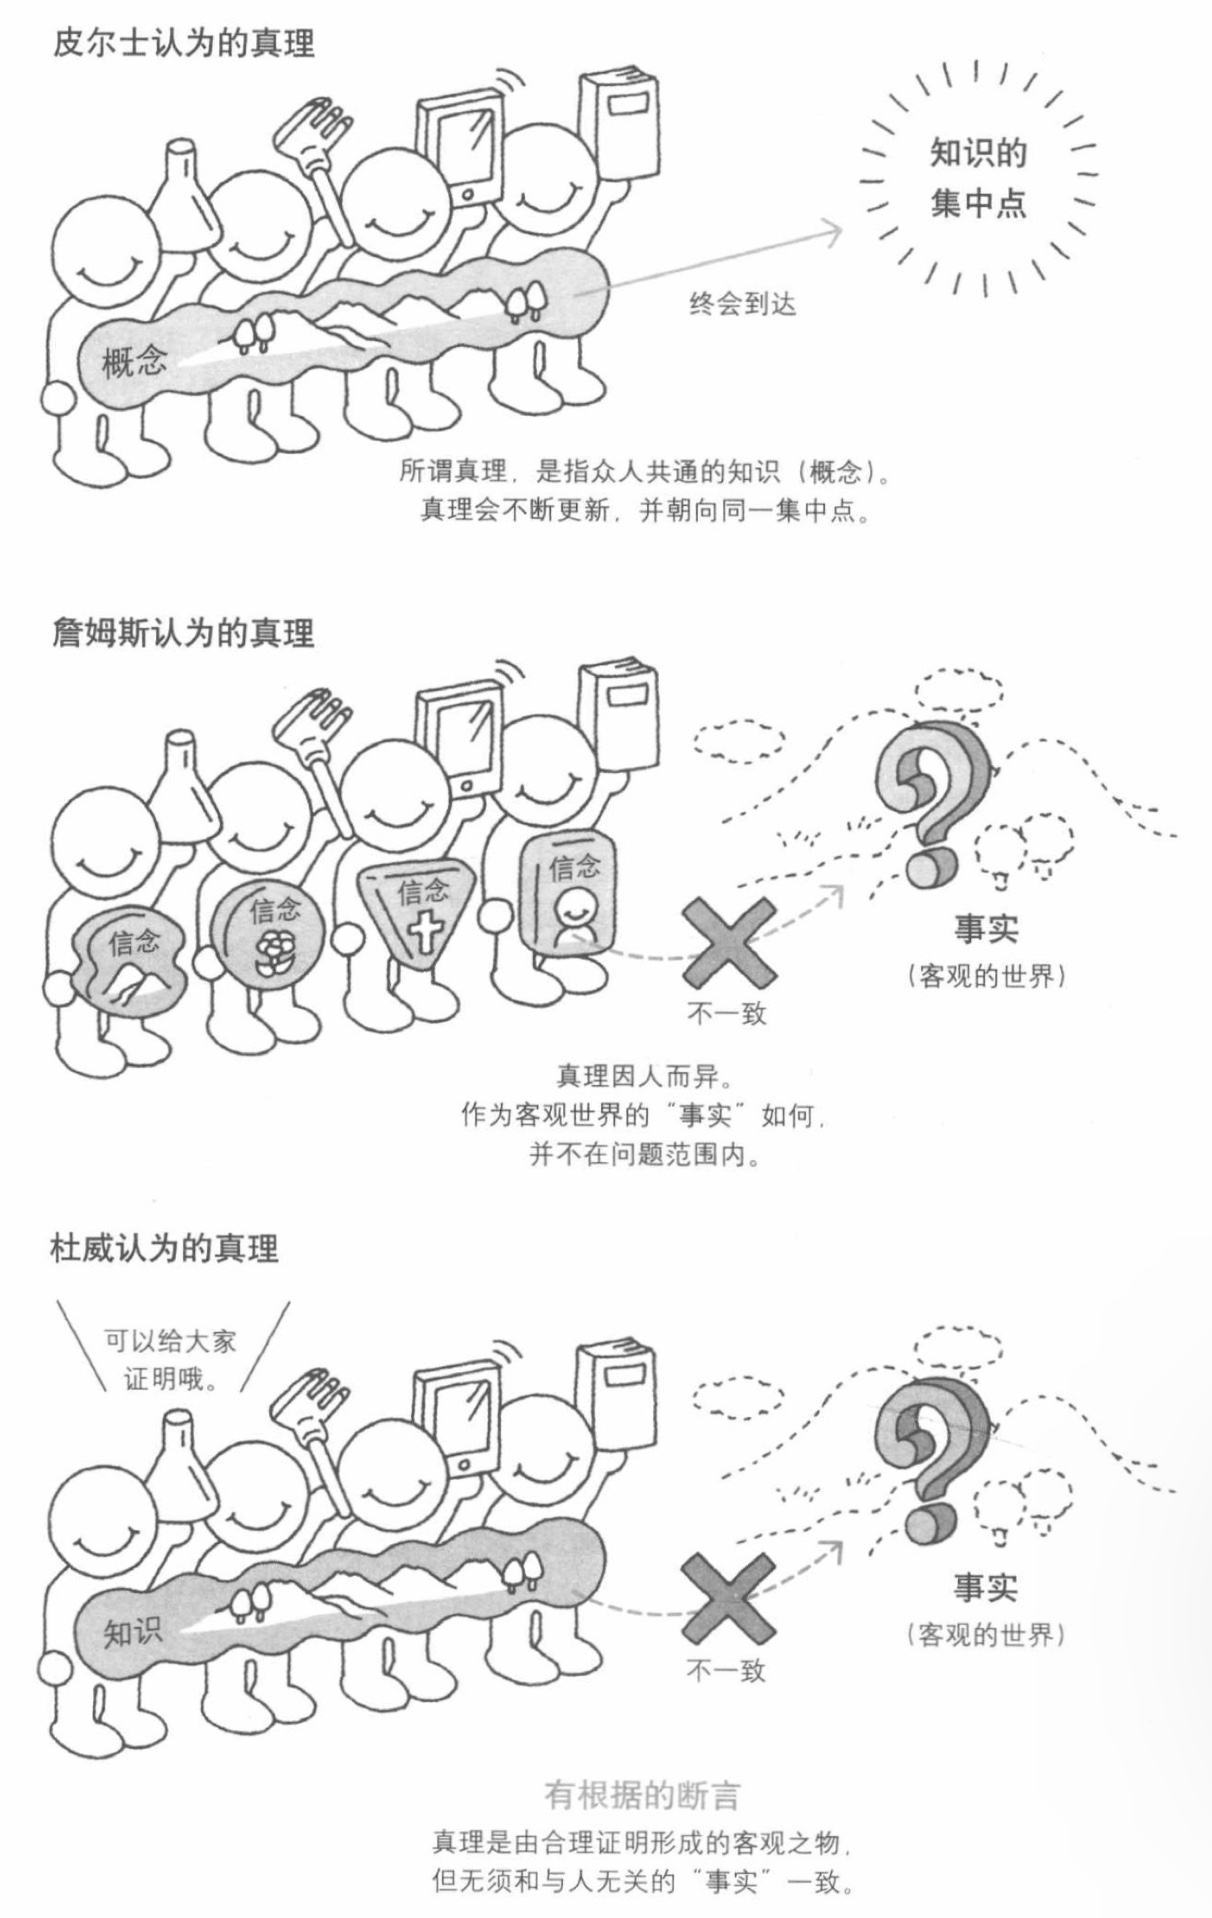 皮尔士认为的真理
知识的
集中点
终会到达
概念
所谓真理，是指众人共通的知识（概念）。
真理会不断更新，并朝向同一集中点。
詹姆斯认为的真理
信念
信念
信念
信念
事实
（客观的世界）
不一致
真理因人而异。
作为客观世界的“事实”如何，
并不在问题范围内。
杜威认为的真理
可以给大家
证明哦。
知识
事实
（客观的世界）
不一致
有根据的断言
真理是由合理证明形成的客观之物，
但无须和与人无关的“事实”一致。